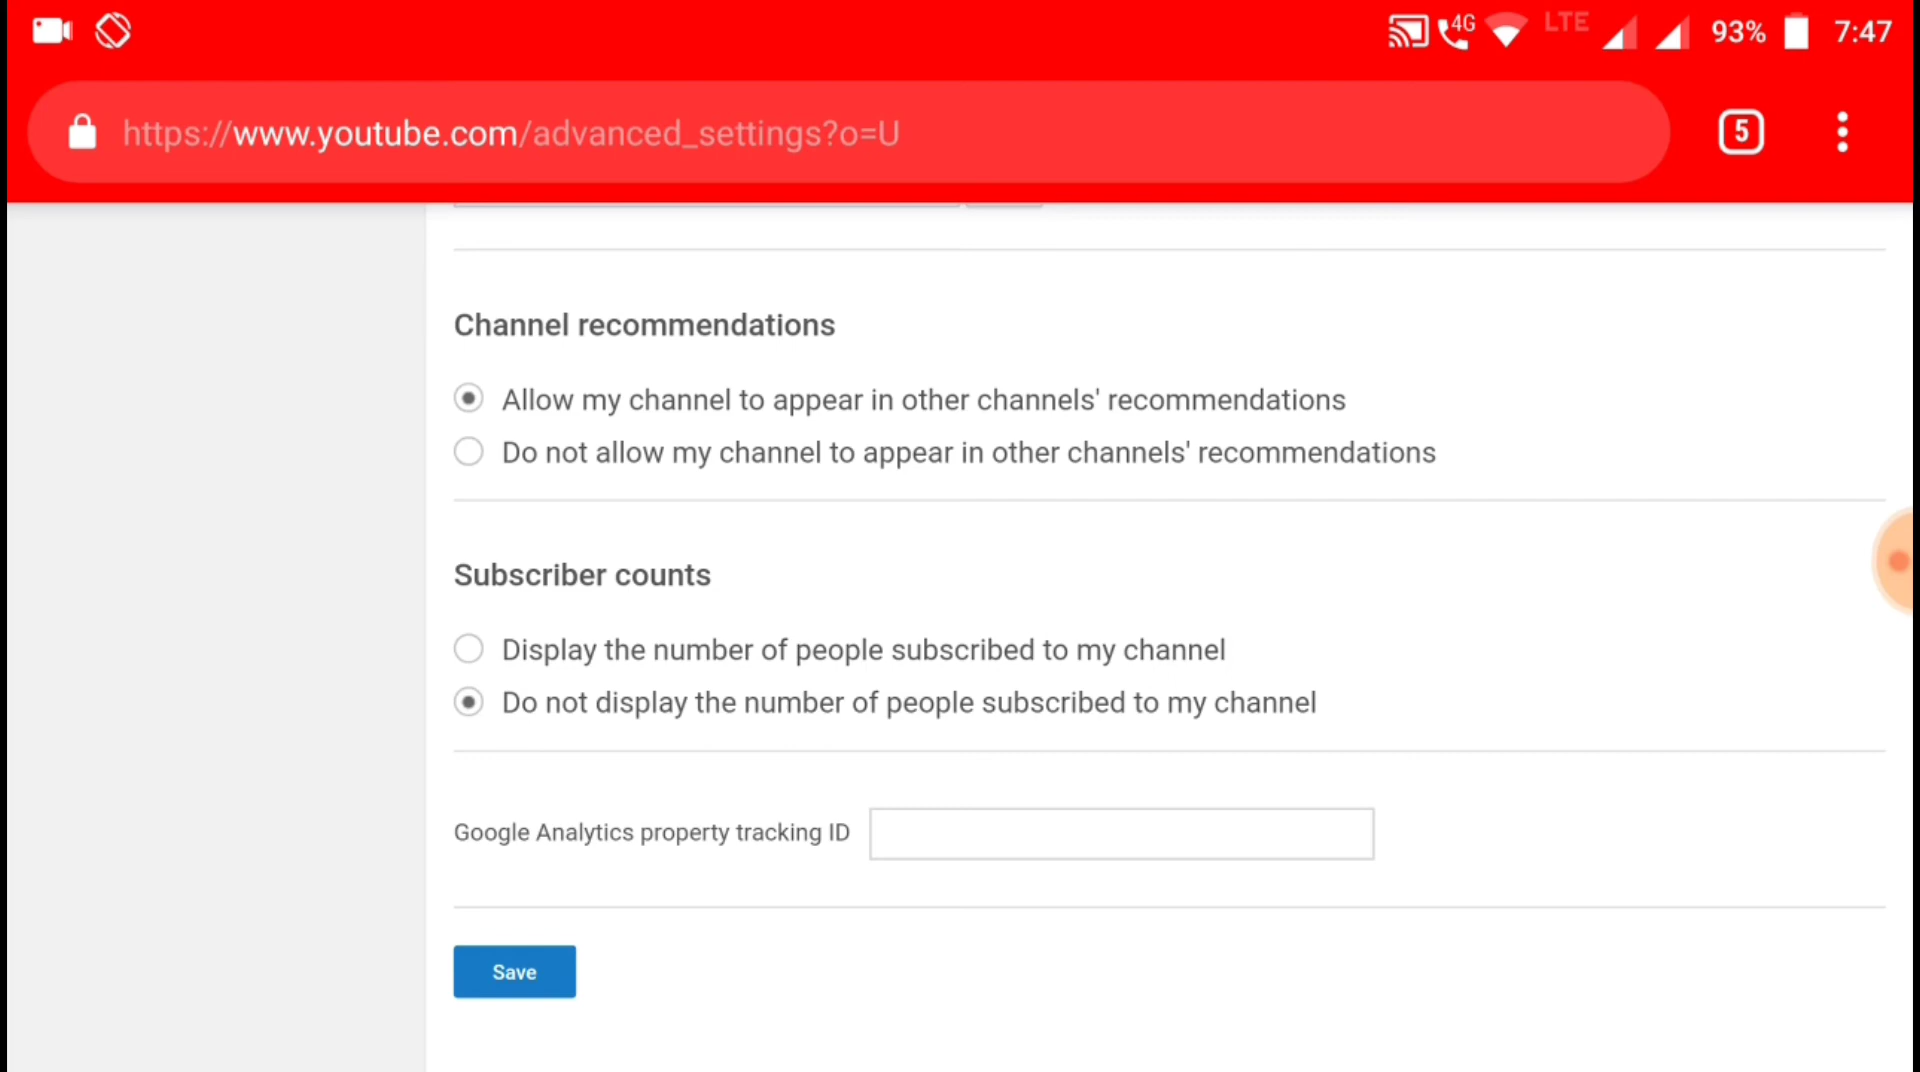 4G LTE 93% 7:47
https://www.youtube.com/advanced_settings?o=U 5
Channel recommendations
Allow my channel to appear in other channels' recommendations
Do not allow my channel to appear in other channels' recommendations
Subscriber counts
Display the number of people subscribed to my channel
Do not display the number of people subscribed to my channel
Google Analytics property tracking ID
Save